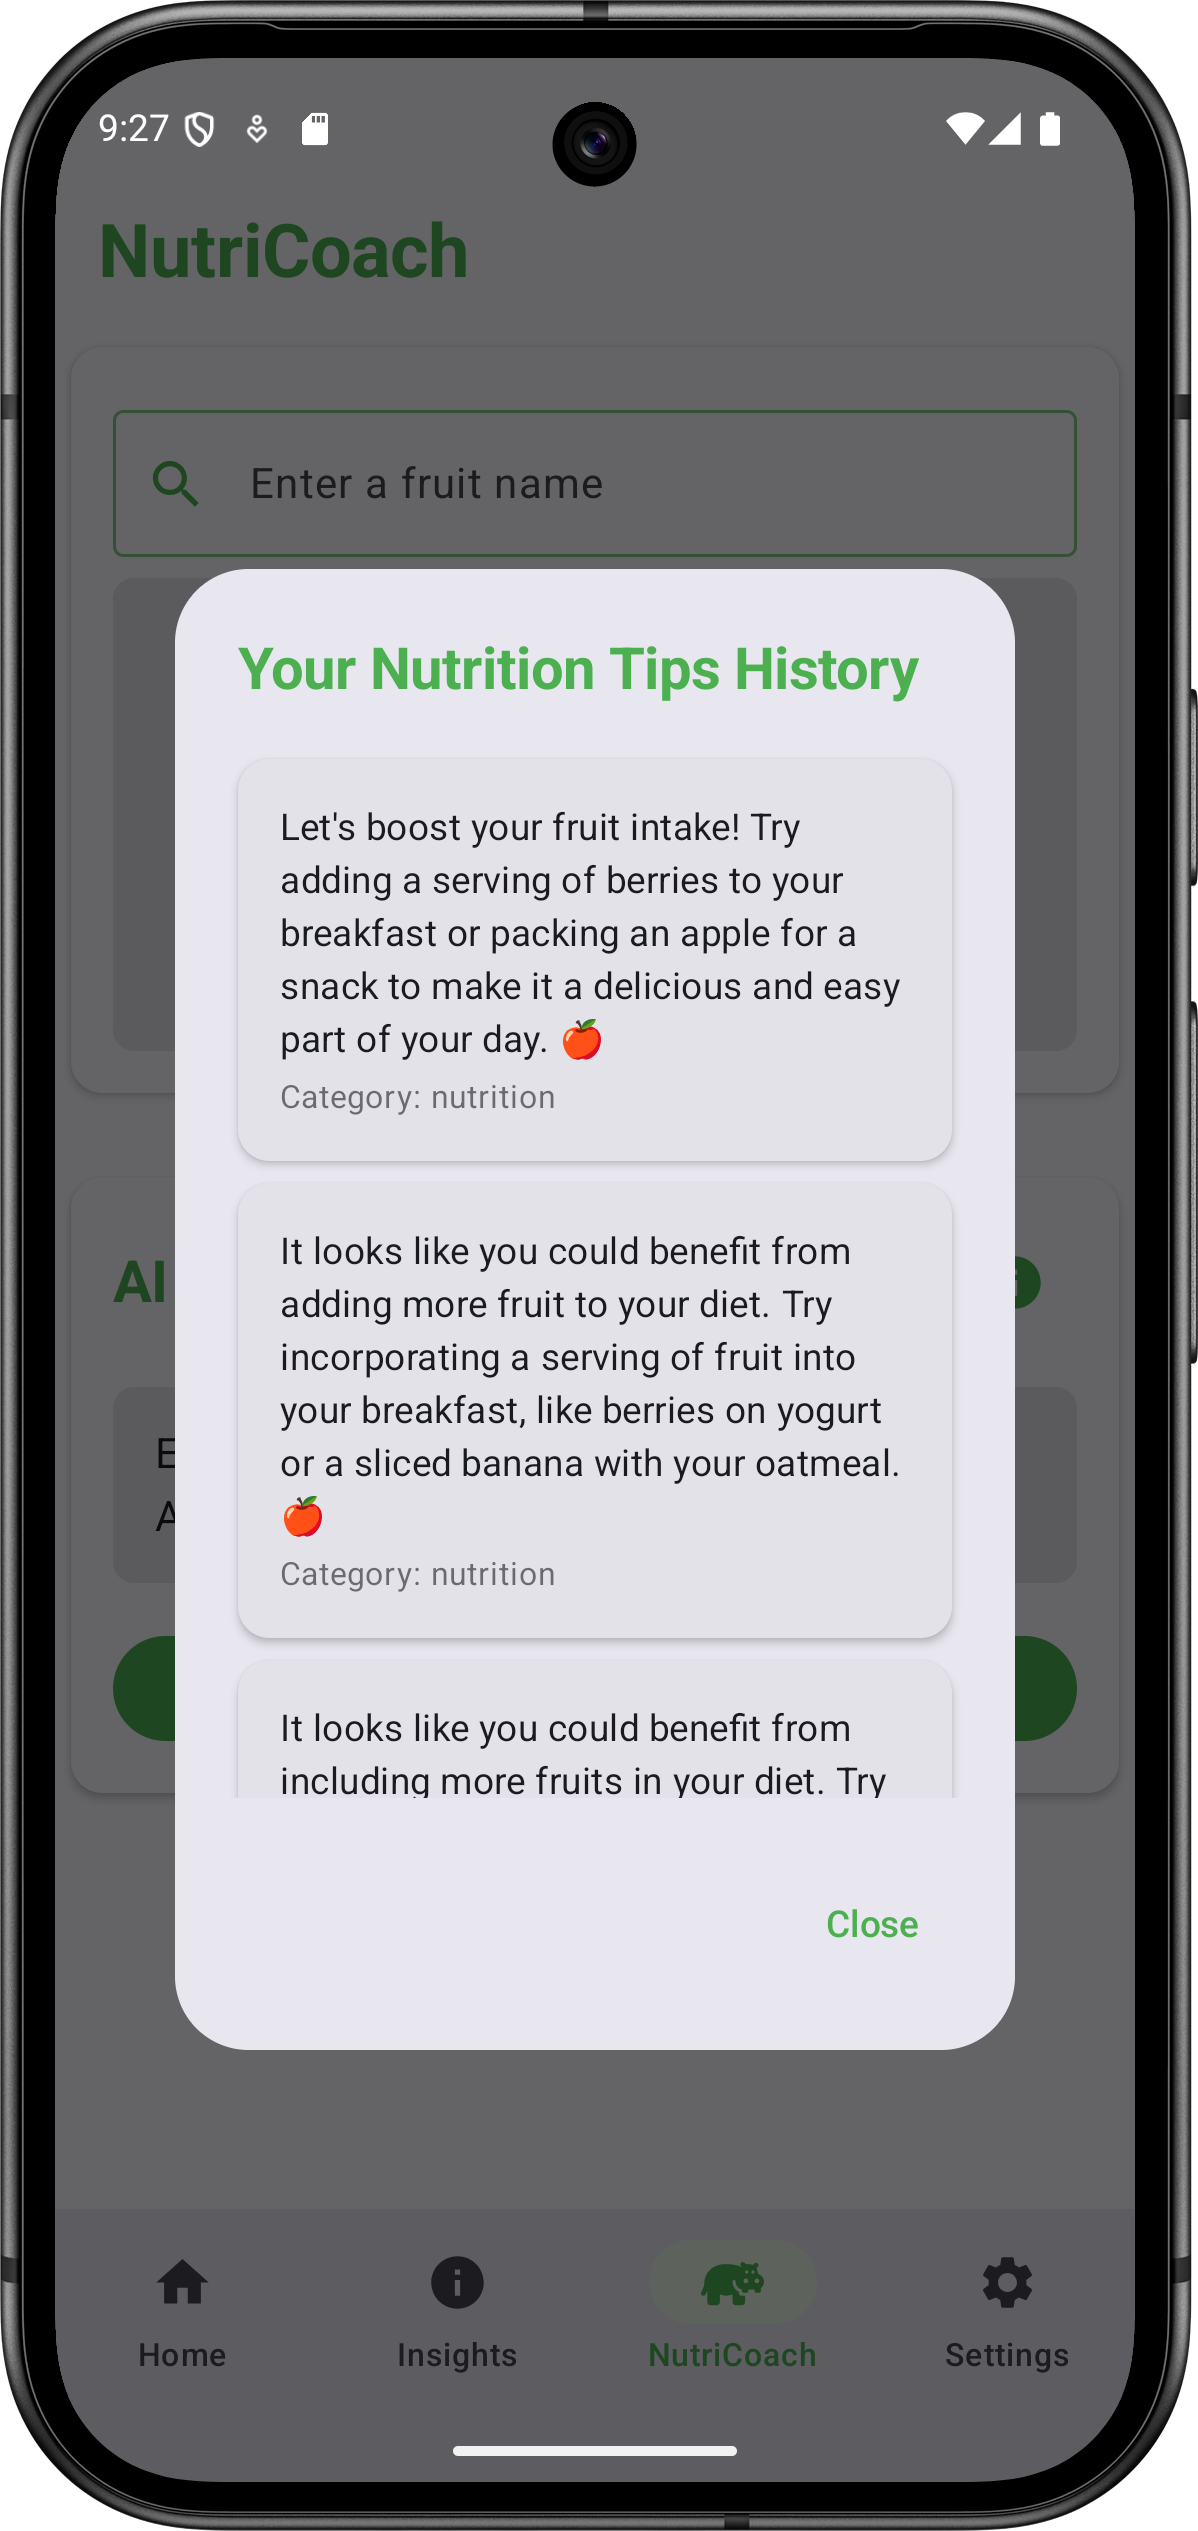 9:27
NutriCoach
Enter a fruit name
Your Nutrition Tips History
Let's boost your fruit intake! Try
adding a serving of berries to your
breakfast or packing an apple for a
snack to make it a delicious and easy
part of your day. 🍎
Category: nutrition
It looks like you could benefit from
adding more fruit to your diet. Try
incorporating a serving of fruit into
your breakfast, like berries on yogurt
or a sliced banana with your oatmeal.
🍎
Category: nutrition
It looks like you could benefit from
including more fruits in your diet. Try
AI
Close
Home
Insights
NutriCoach
Settings